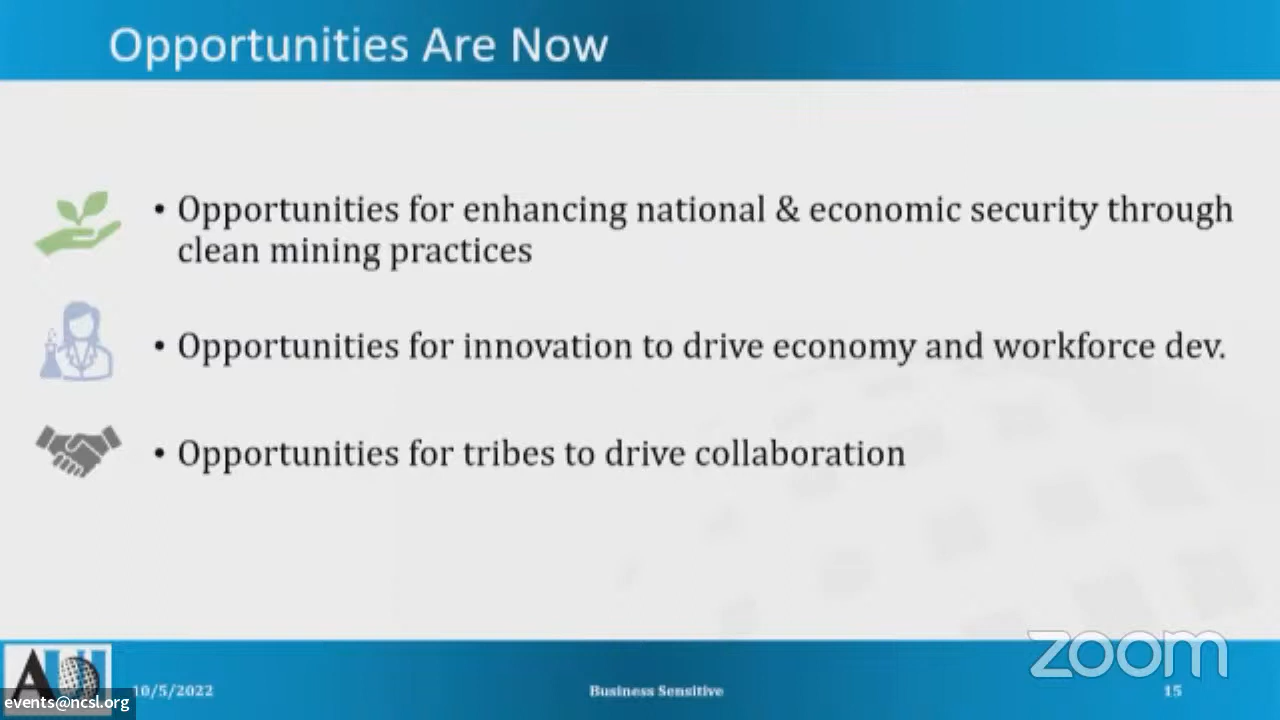 Opportunities Are Now
• Opportunities for enhancing national & economic security through
clean mining practices
• Opportunities for innovation to drive economy and workforce dev.
• Opportunities for tribes to drive collaboration
zoom
10/5/2022
Business Sensitive
15
events@ncsl.org